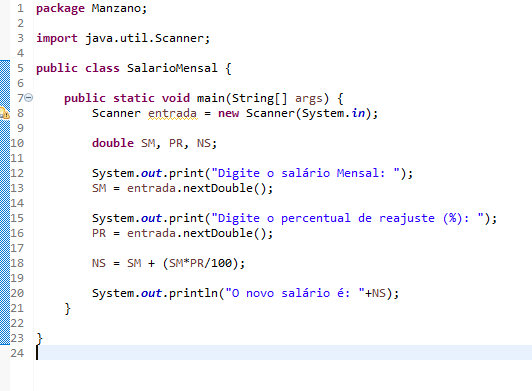 1 package Manzano;
2
3 import java.util.Scanner;
4
5 public class SalarioMensal {
6
7 public static void main(String[] args) {
8 Scanner entrada = new Scanner(System.in);
9
10 double SM, PR, NS;
11
12 System.out.print("Digite o salário Mensal: ");
13 SM = entrada.nextDouble();
14
15 System.out.print("Digite o percentual de reajuste (%): ");
16 PR = entrada.nextDouble();
17
18 NS = SM + (SM*PR/100);
19
20 System.out.println("O novo salário é: "+NS);
21 }
22
23 }
24